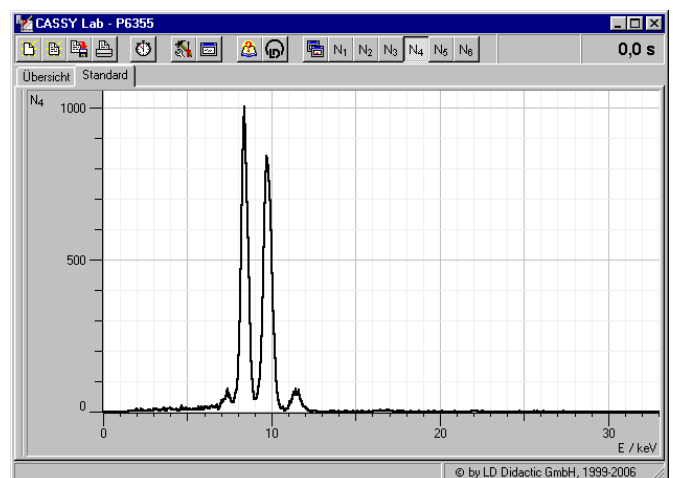 CASSY Lab - P6355
N₁ N₂ N₃ N₄ N₅ N₆ 0,0 s
Übersicht Standard
N₄
1000
500
0
0 10 20 30
E / keV
© by LD Didactic GmbH, 1999-2006